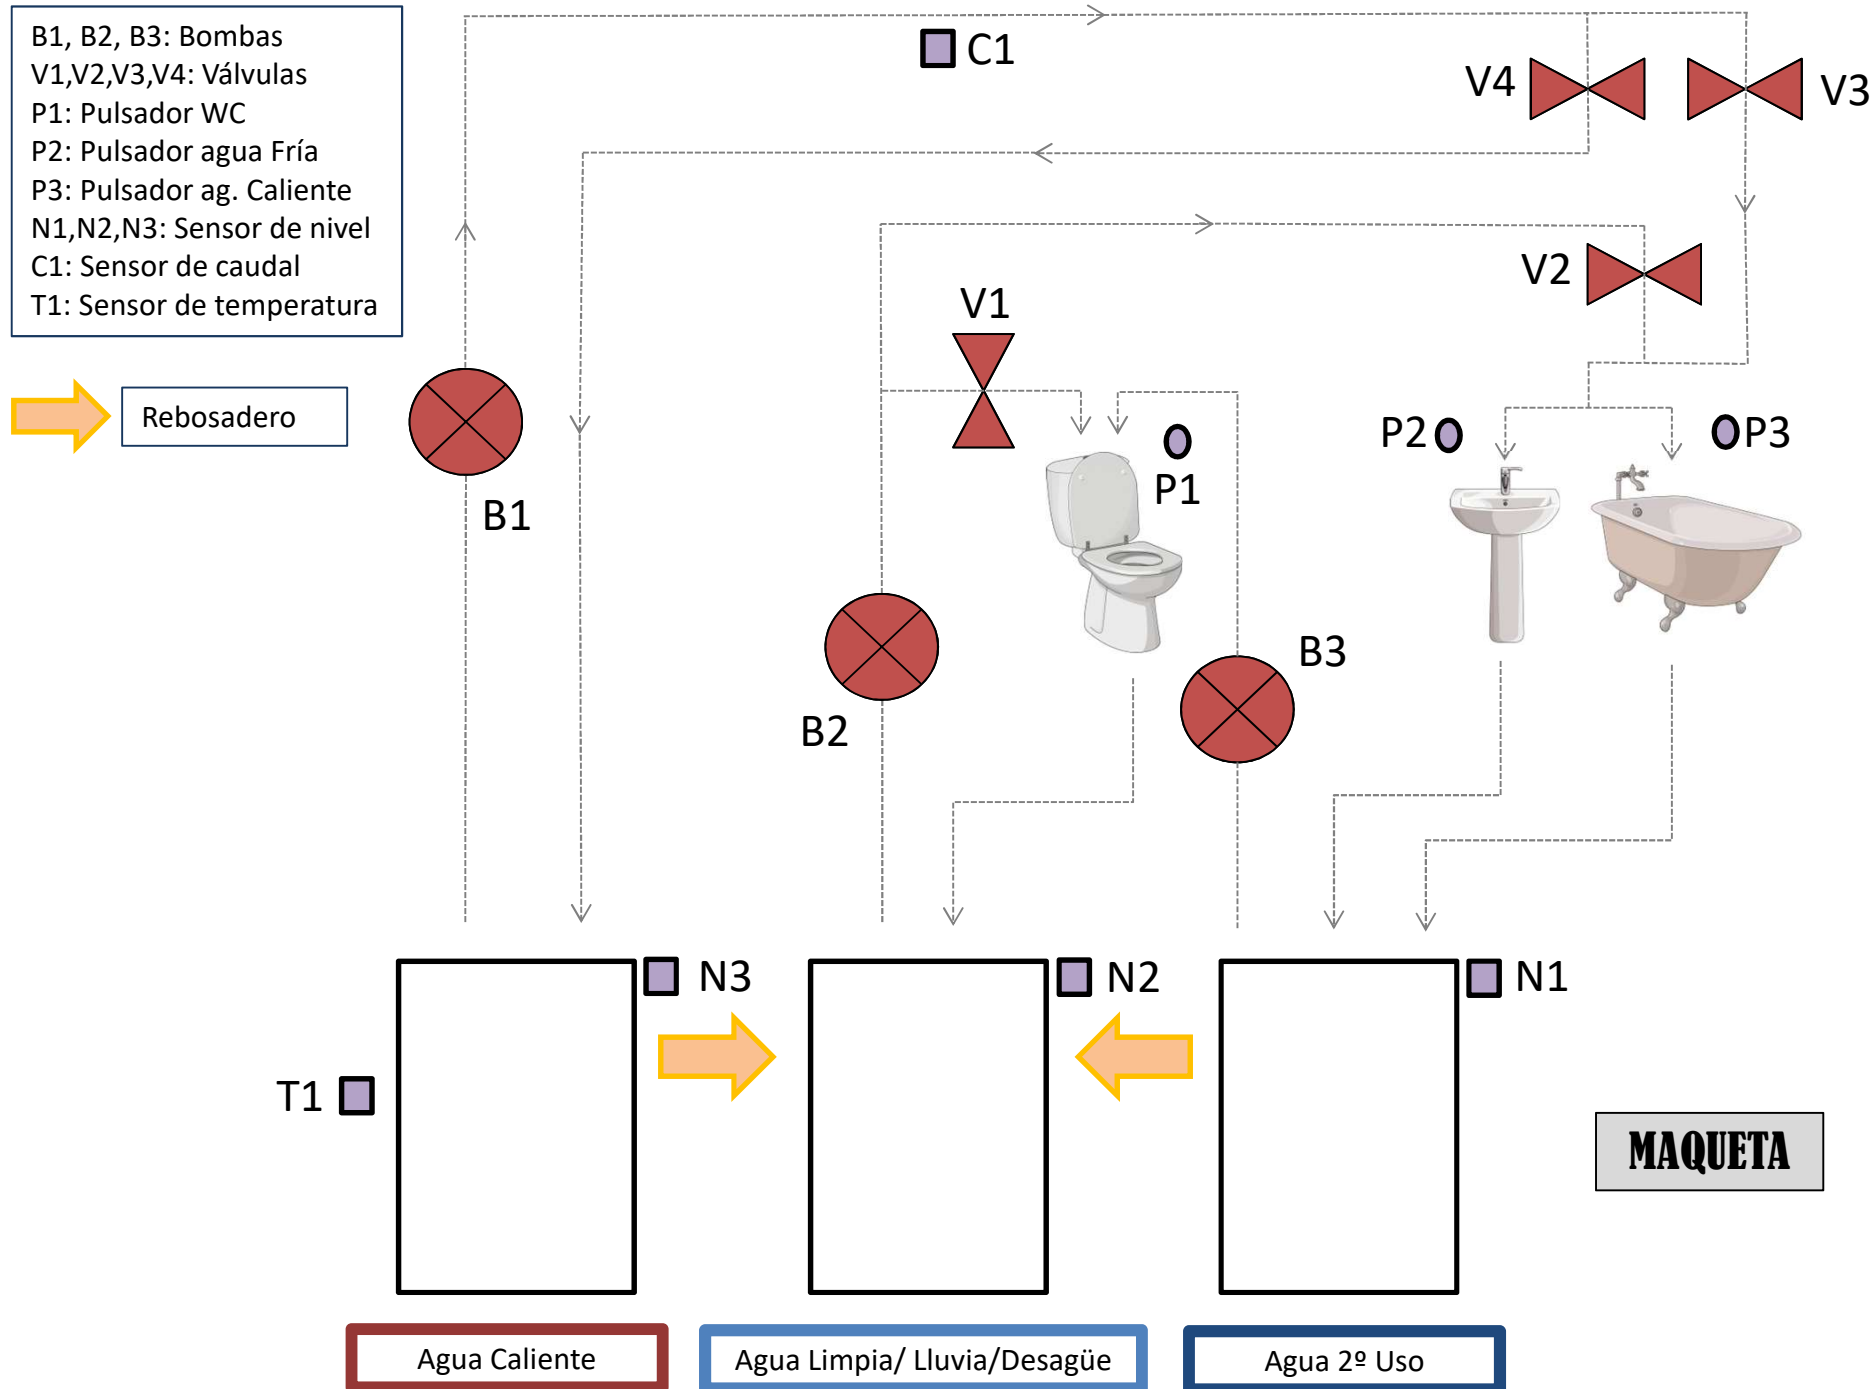 B1, B2, B3: Bombas
V1,V2,V3,V4: Válvulas
P1: Pulsador WC
P2: Pulsador agua Fría
P3: Pulsador ag. Caliente
N1,N2,N3: Sensor de nivel
C1: Sensor de caudal
T1: Sensor de temperatura
Rebosadero
C1
V4
V3
V2
V1
B1
P1
P2
P3
B2
B3
N3
N2
N1
T1
MAQUETA
Agua Caliente
Agua Limpia/ Lluvia/Desagüe
Agua 2º Uso